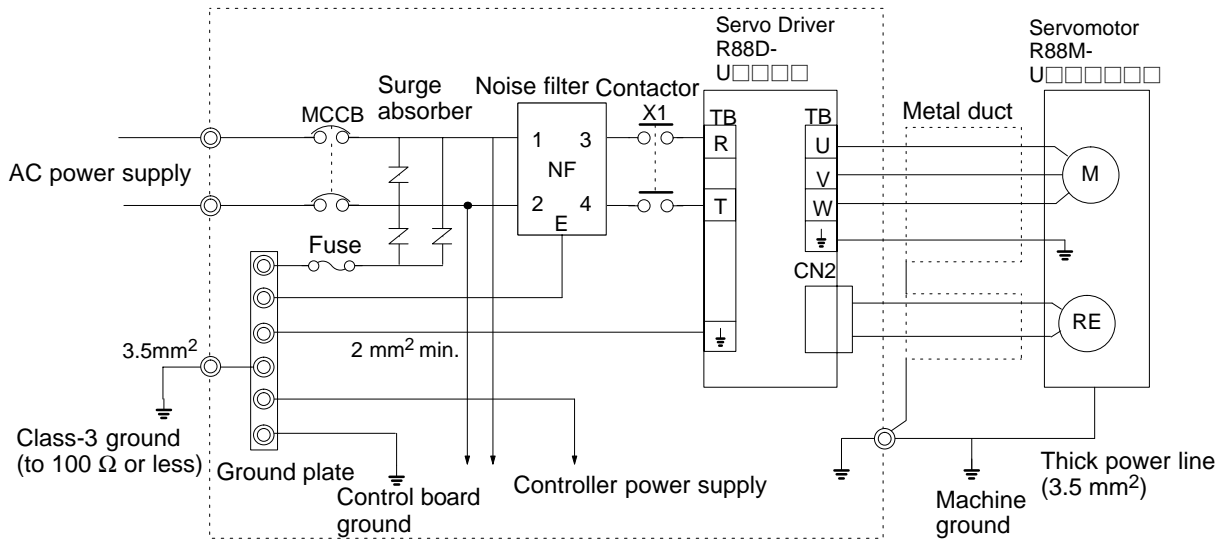 Servo Driver
R88D-
U□□□□
Servomotor
R88M-
U□□□□□□
Surge
absorber
Noise filter
Contactor
MCCB
X1
TB
TB
Metal duct
1
3
R
U
AC power supply
NF
V
M
2
4
T
W
E
Fuse
CN2
RE
3.5mm²
2 mm² min.
Class-3 ground
(to 100 Ω or less)
Ground plate
Control board
ground
Controller power supply
Machine
ground
Thick power line
(3.5 mm²)